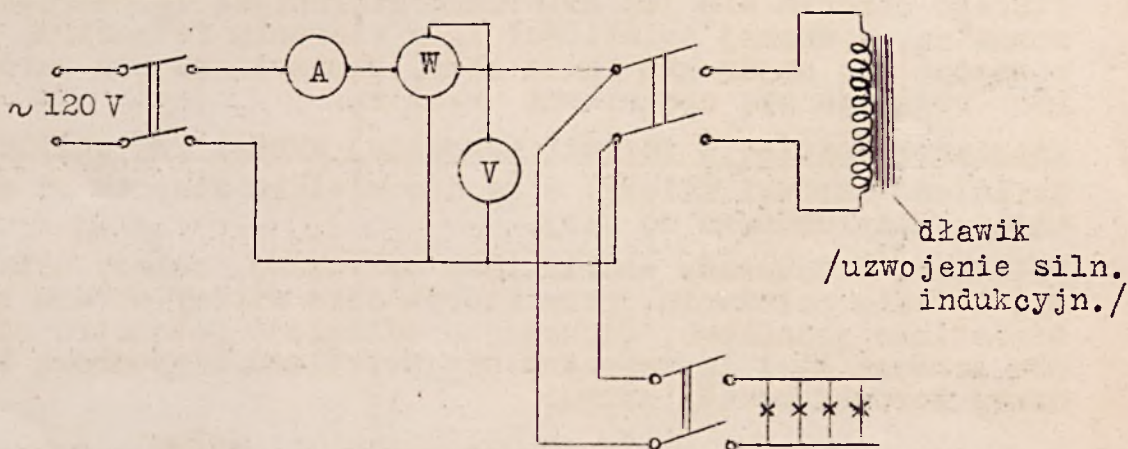 A
W
~ 120 V
V
dławik
/uzwojenie siln.
indukcyjn./